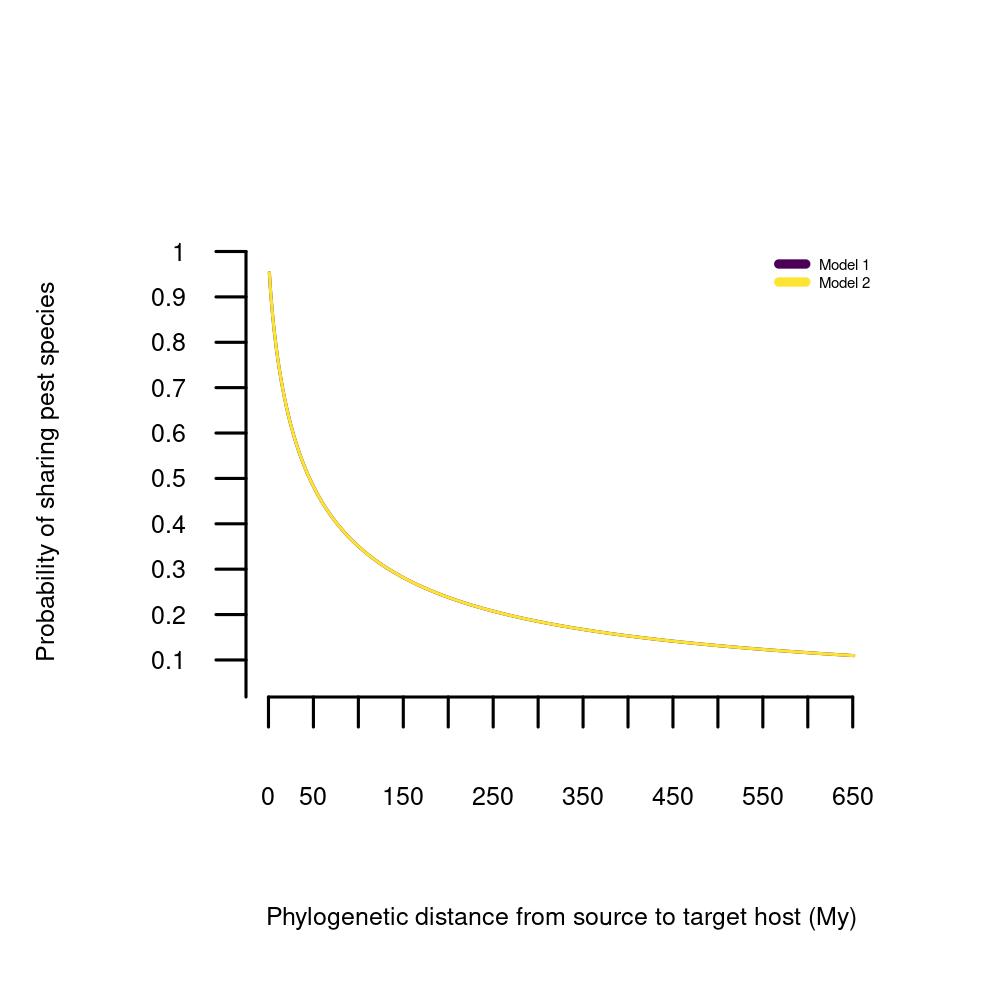 Probability of sharing pest species
1
0.9
0.8
0.7
0.6
0.5
0.4
0.3
0.2
0.1
Model 1
Model 2
0 50 150 250 350 450 550 650
Phylogenetic distance from source to target host (My)